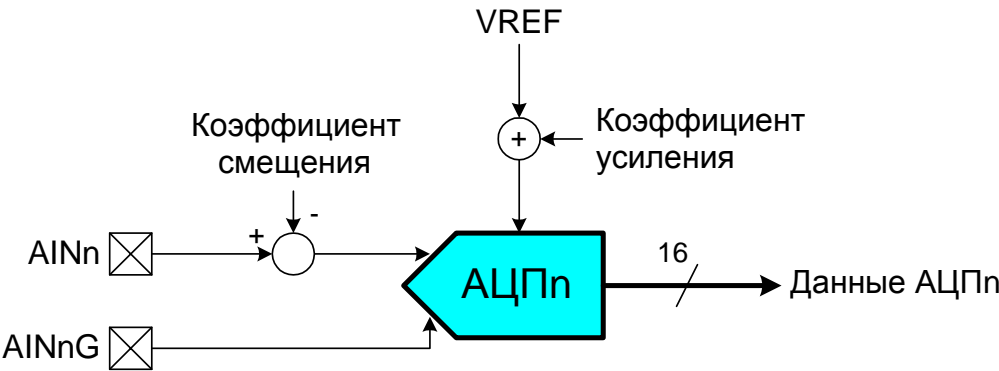 VREF
Коэффициент
смещения
Коэффициент
усиления
+
-
+
AINn
АЦПn
16
Данные АЦПn
AINnG